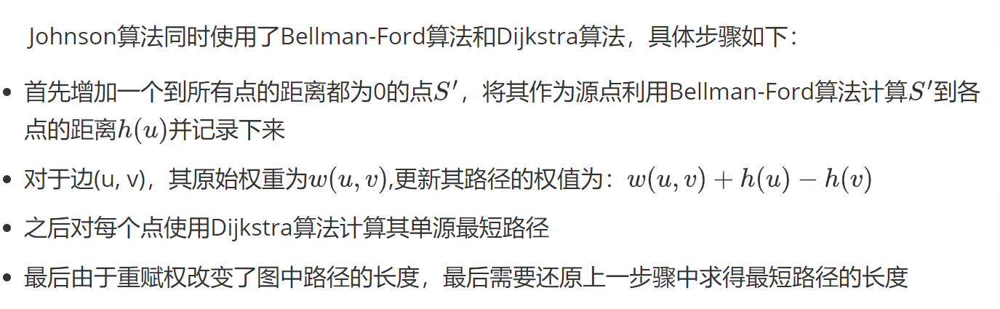 Johnson算法同时使用了Bellman-Ford算法和Dijkstra算法，具体步骤如下：
• 首先增加一个到所有点的距离都为0的点S′，将其作为源点利用Bellman-Ford算法计算S′到各
点的距离h(u)并记录下来
• 对于边(u, v)，其原始权重为w(u, v),更新其路径的权值为：w(u, v) + h(u) − h(v)
• 之后对每个点使用Dijkstra算法计算其单源最短路径
• 最后由于重赋权改变了图中路径的长度，最后需要还原上一步骤中求得最短路径的长度